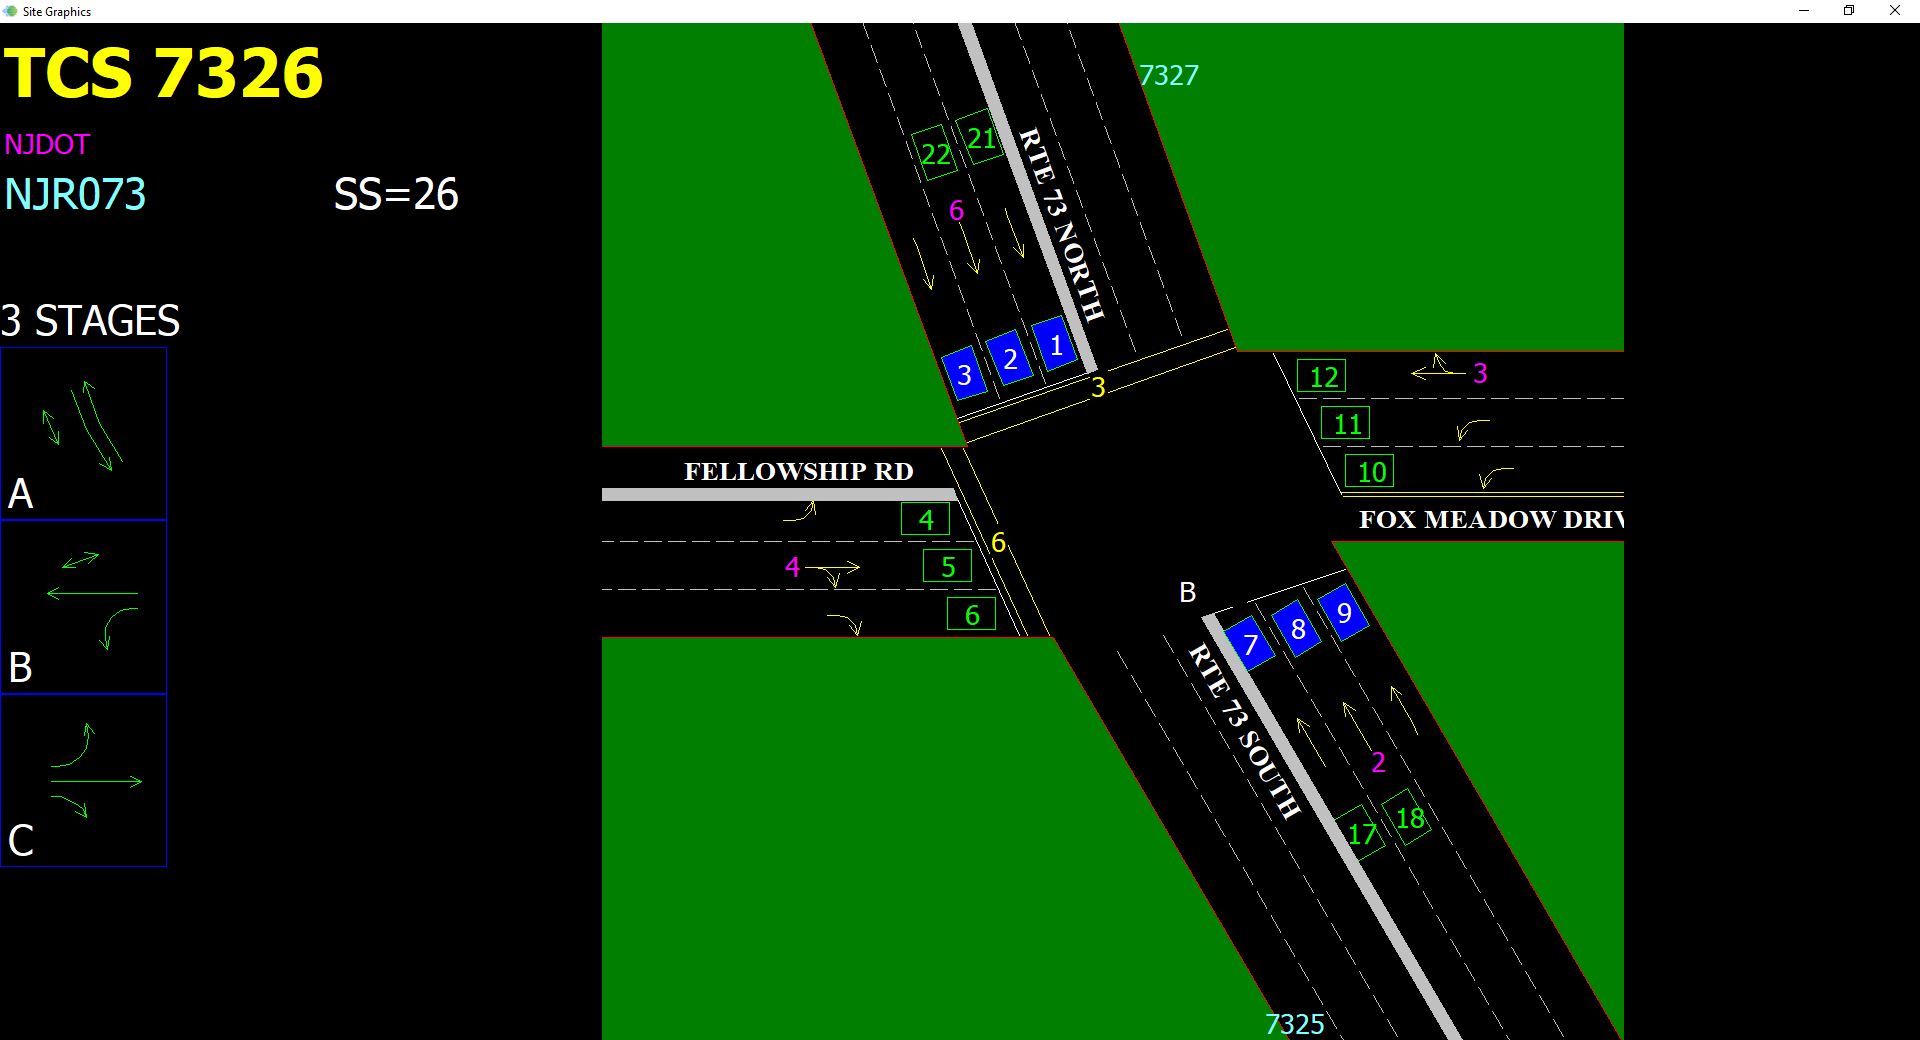 Site Graphics
TCS 7326
NJDOT
NJR073
SS=26
3 STAGES
A
B
C
7327
22
21
6
RTE 73 NORTH
3
2
1
3
12
3
11
10
FELLOWSHIP RD
4
4
5
6
6
FOX MEADOW DRIV
B
7
8
9
RTE 73 SOUTH
2
17
18
7325